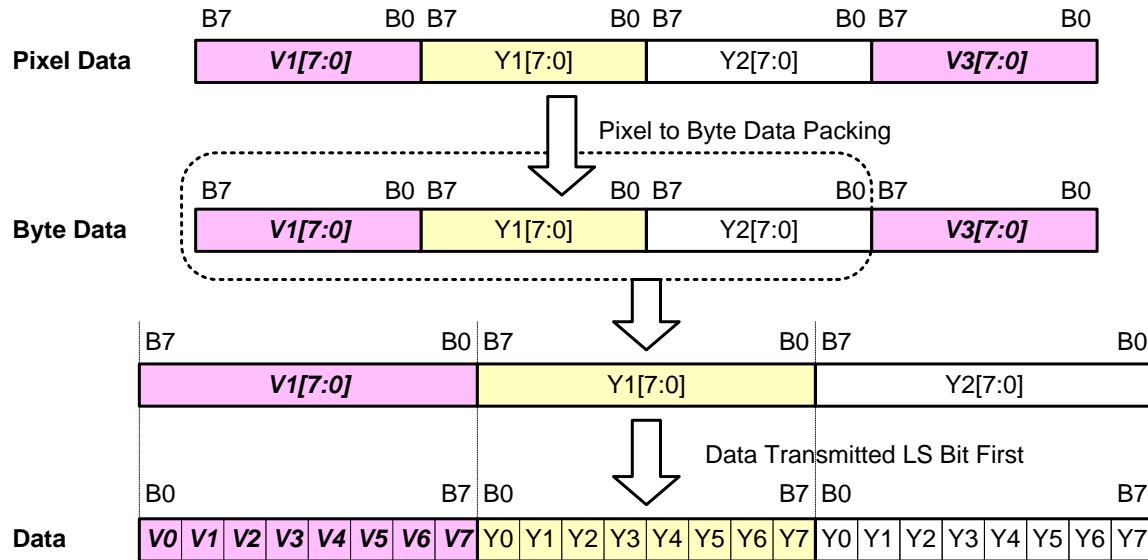 B7 B0 B7 B0 B7 B0 B7 B0
Pixel Data V1[7:0] Y1[7:0] Y2[7:0] V3[7:0]
Pixel to Byte Data Packing
B7 B0 B7 B0 B7 B0 B7 B0
Byte Data V1[7:0] Y1[7:0] Y2[7:0] V3[7:0]
B7 B0 B7 B0 B7 B0
V1[7:0] Y1[7:0] Y2[7:0]
Data Transmitted LS Bit First
B0 B7 B0 B7 B0 B7
Data V0 V1 V2 V3 V4 V5 V6 V7 Y0 Y1 Y2 Y3 Y4 Y5 Y6 Y7 Y0 Y1 Y2 Y3 Y4 Y5 Y6 Y7